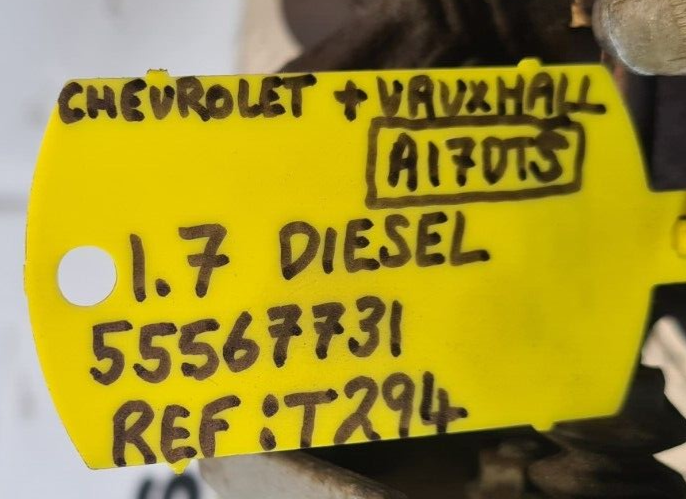 CHEVROLET + VAUXHALL
A17DTS
1.7 DIESEL
55567731
REF:T294